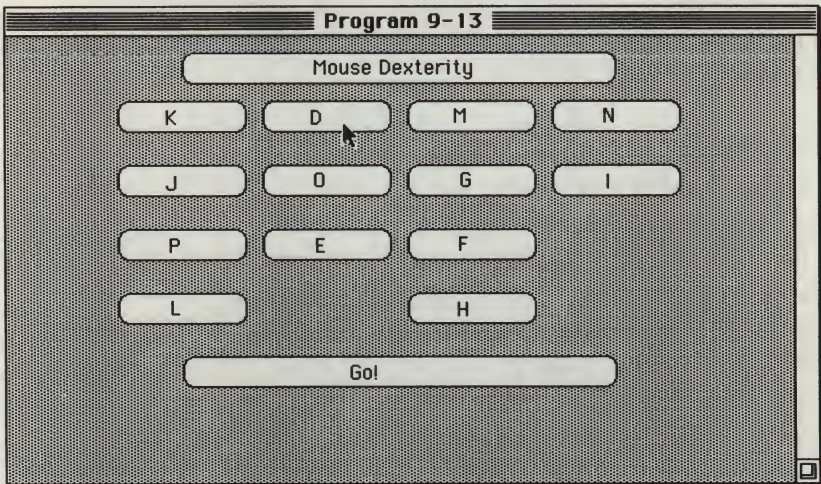 Program 9-13
Mouse Dexterity
K D M N
J O G I
P E F
L H
Go!